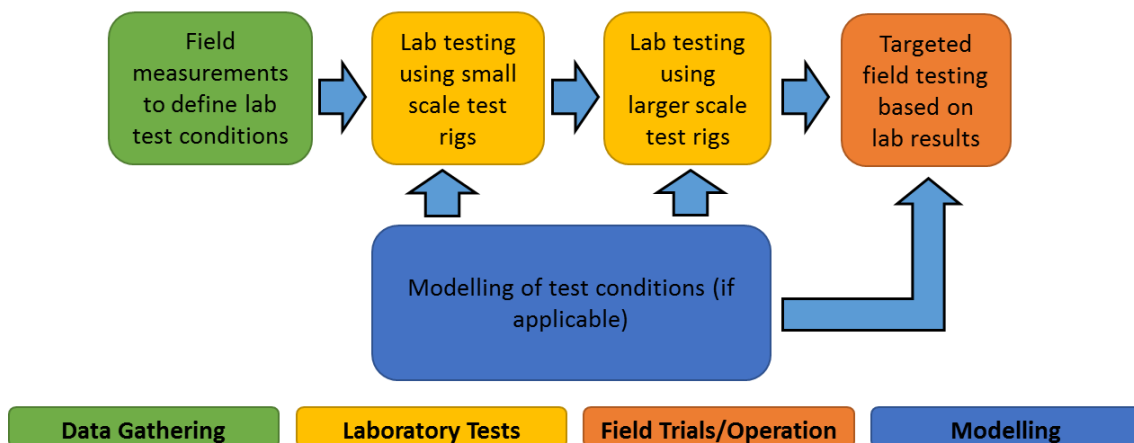 Field
measurements
to define lab
test conditions
Lab testing
using small
scale test
rigs
Lab testing
using
larger scale
test rigs
Targeted
field testing
based on
lab results
Modelling of test conditions (if
applicable)
Data Gathering
Laboratory Tests
Field Trials/Operation
Modelling